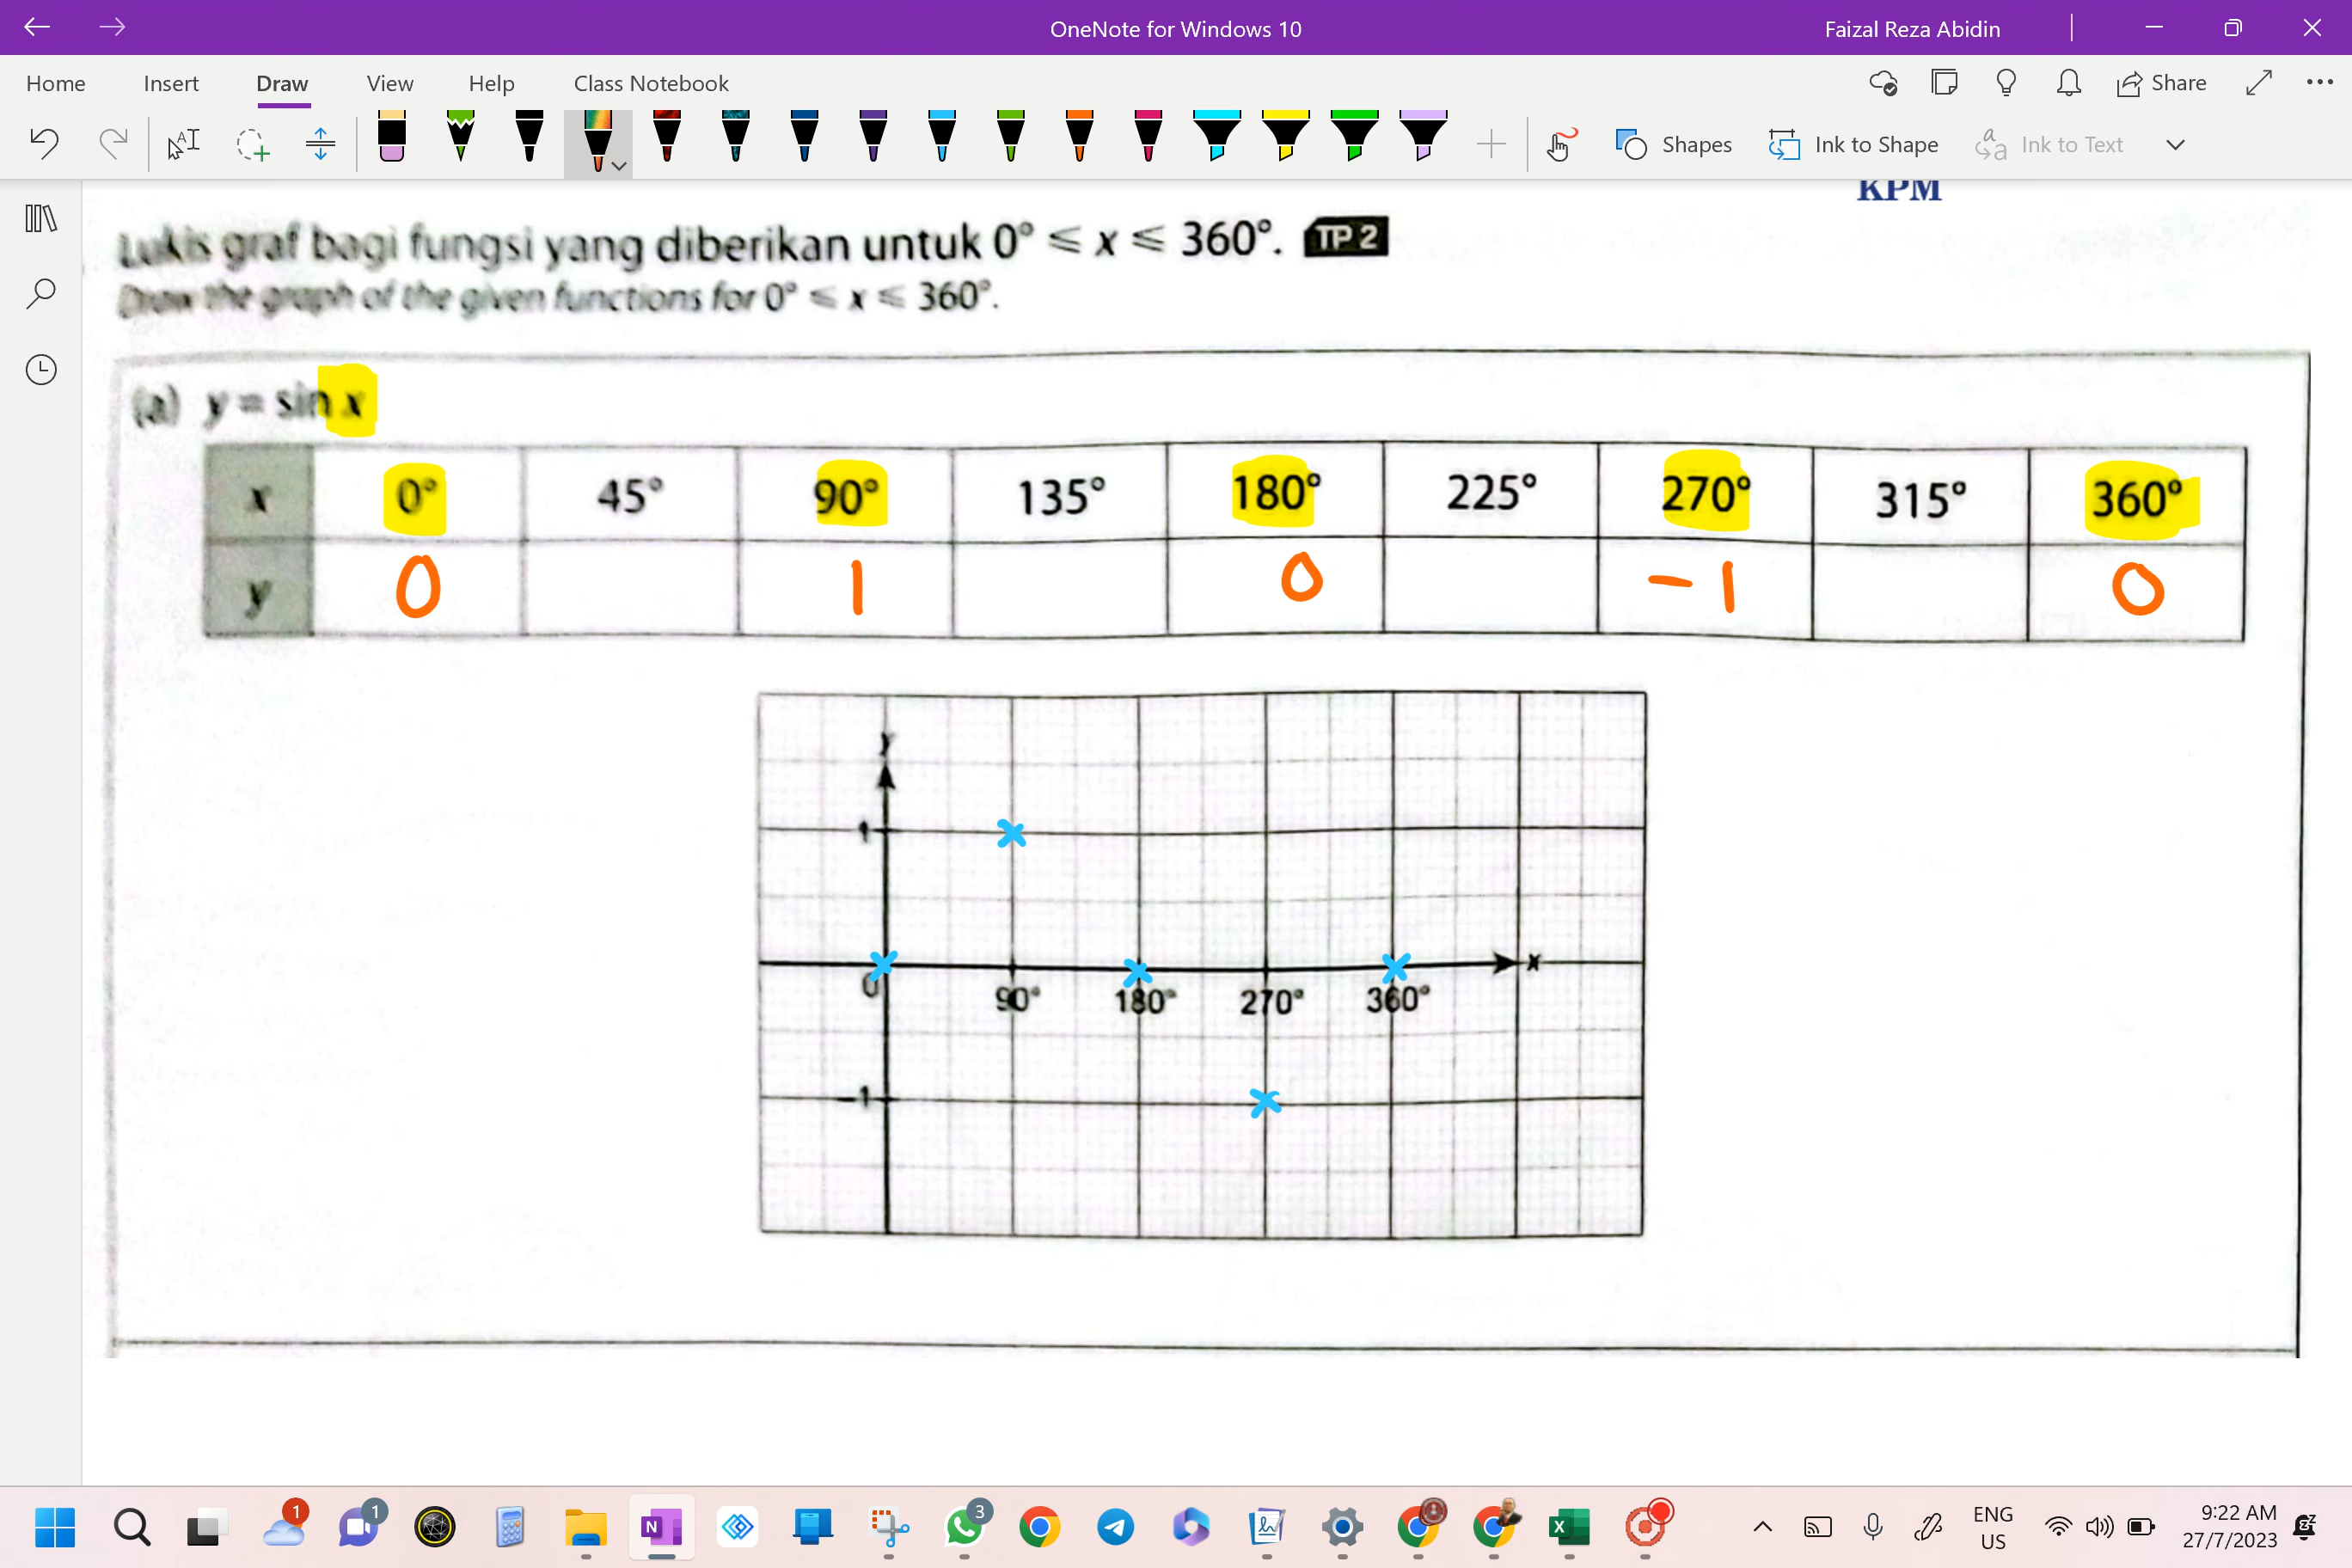 OneNote for Windows 10
Faizal Reza Abidin
Home Insert Draw View Help Class Notebook
Share
Shapes Ink to Shape Ink to Text
KPM
Lukis graf bagi fungsi yang diberikan untuk 0° ⩽ x ⩽ 360°. TP 2
Draw the graph of the given functions for 0° ⩽ x ⩽ 360°.
(a) y = sin x
x 0° 45° 90° 135° 180° 225° 270° 315° 360°
y 0 1 0 -1 0
y
1
x
0 90° 180° 270° 360°
-1
1 1 3
ENG
US
9:22 AM
27/7/2023